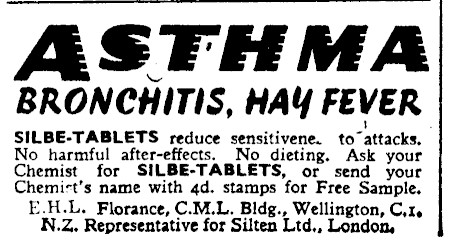 ASTHMA
BRONCHITIS, HAY FEVER
SILBE-TABLETS reduce sensitivene. to attacks.
No harmful after-effects. No dieting. Ask your
Chemist for SILBE-TABLETS, or send your
Chemist's name with 4d. stamps for Free Sample.
E.H.L. Florance, C.M.L. Bldg., Wellington, C.1.
N.Z. Representative for Silten Ltd., London.